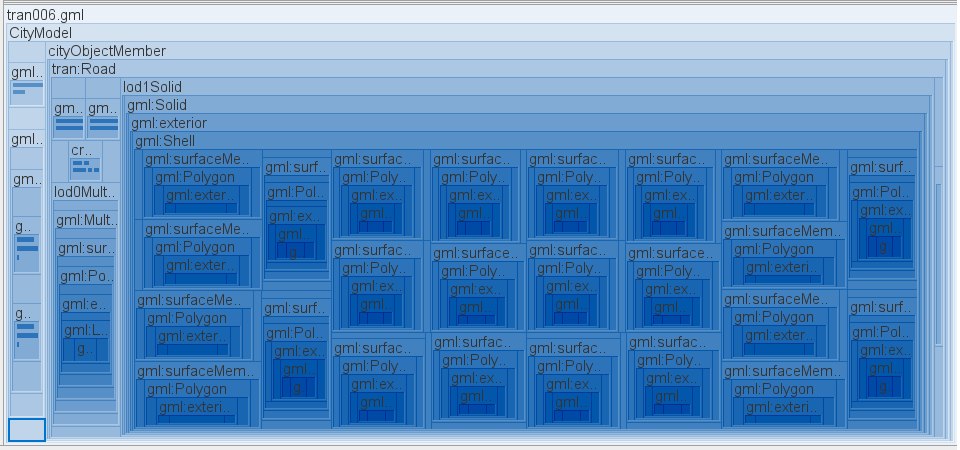 tran006.gml
CityModel
cityObjectMember
gml..
tran:Road
lod1Solid
gm.. gm..
gml:Solid
gml:exterior
gml..
gml:Shell
cr..
gml:surfaceMe.. gml:surf.. gml:surfac.. gml:surfac.. gml:surfac.. gml:surfac.. gml:surfaceMe.. gml:surf..
gm..
gml:Polygon gml:Pol.. gml:Poly.. gml:Poly.. gml:Poly.. gml:Poly.. gml:Polygon gml:Pol..
lod0Mult..
gml:exter.. gml:ex.. gml:ex.. gml:ex.. gml:ex.. gml:ex.. gml:exter.. gml:ex..
gml.. gml gml.. gml gml gml..
g.. g
gml:Mult..
g..
gml:surfaceMe.. gml:surfac.. gml:surface.. gml:surfac.. gml:surface.. gml:surfaceMem..
gml:sur..
gml:Polygon gml:Poly.. gml:Poly.. gml:Poly.. gml:Poly.. gml:Polygon
gml:exter.. gml:ex.. gml:ex.. gml:ex.. gml:ex.. gml:exteri..
gml:Po..
gml.. gml.. gml.. gml..
gml:e..
gml:surfaceMe.. gml:surf.. gml:surfaceMe.. gml:surf..
g..
gml:Polygon gml:Pol.. gml:Polygon gml:Pol..
gml:L..
gml:exter.. gml:ex.. gml:exter.. gml:ex..
g..
gml:surfac.. gml:surfac.. gml:surfac.. gml:surfac..
gml:Poly.. gml:Poly.. gml:Poly.. gml:Poly..
gml:ex.. gml:ex.. gml:ex.. gml:ex..
gml.. gml.. gml.. gml..
gml:surfaceMem.. gml gml:surfaceMem.. gml
gml:Polygon g gml:Polygon g
gml:exteri.. gml:exteri..